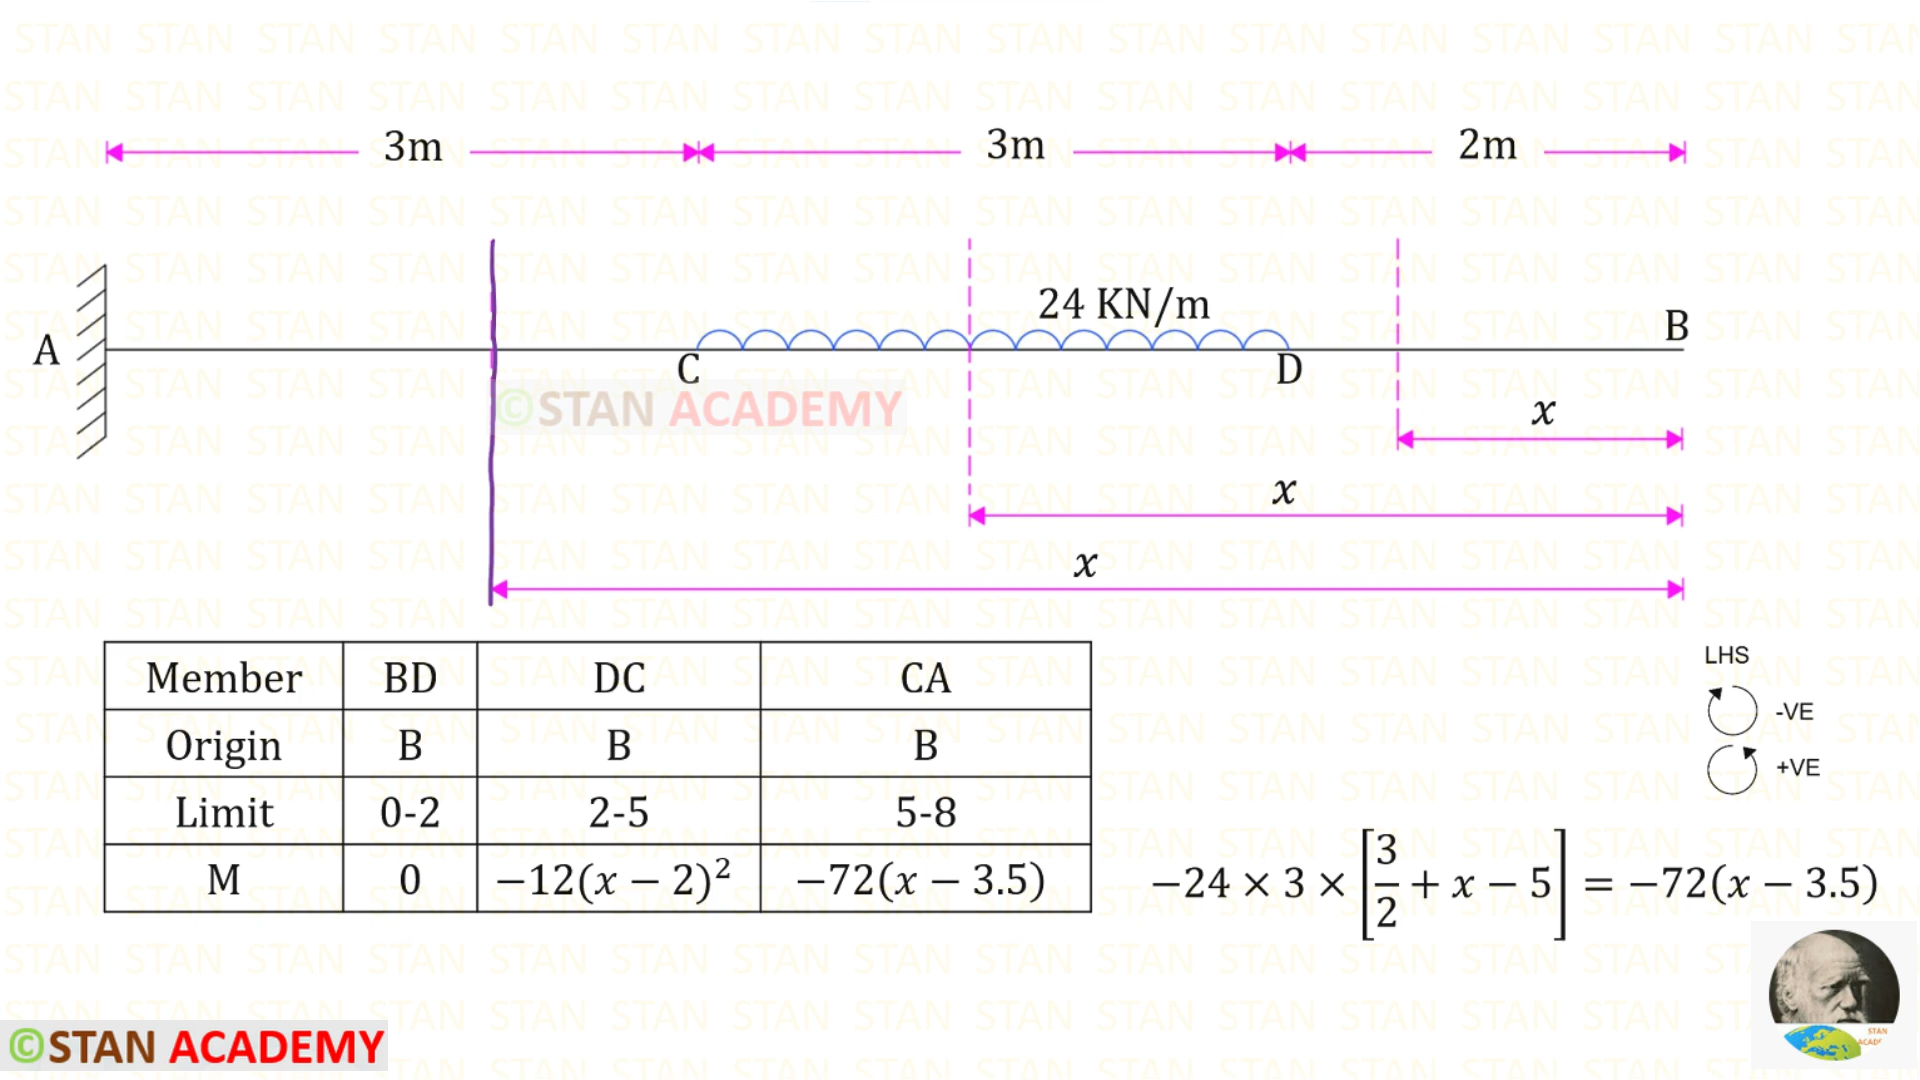 3m 3m 2m
24 KN/m
A C D B
©STAN ACADEMY
x
x
x
LHS
-VE
+VE
Member BD DC CA
Origin B B B
Limit 0-2 2-5 5-8
M 0 −12(x − 2)² −72(x − 3.5)
−24 × 3 × [3/2 + x − 5] = −72(x − 3.5)
©STAN ACADEMY
STAN
ACADF